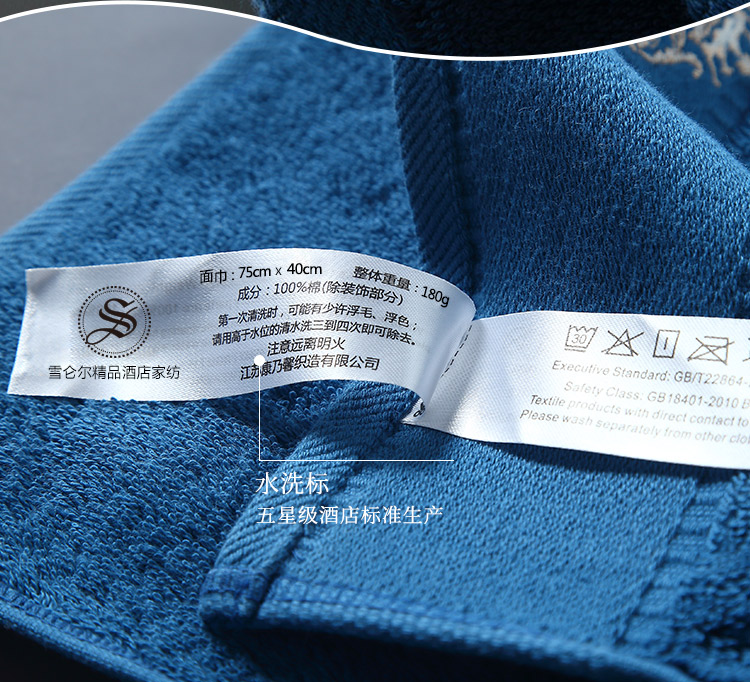 面巾：75cm x 40cm 整体重量：180g
成分：100%棉(除装饰部分)
第一次清洗时，可能有少许浮毛、浮色；
请用高于水位的清水洗三到四次即可除去。
注意远离明火
江苏康乃馨织造有限公司
S
雪仑尔精品酒店家纺
30
Executive Standard: GB/T22864-
Safety Class: GB18401-2010 B
Textile products with direct contact to
Please wash separately from other clo
水洗标
五星级酒店标准生产